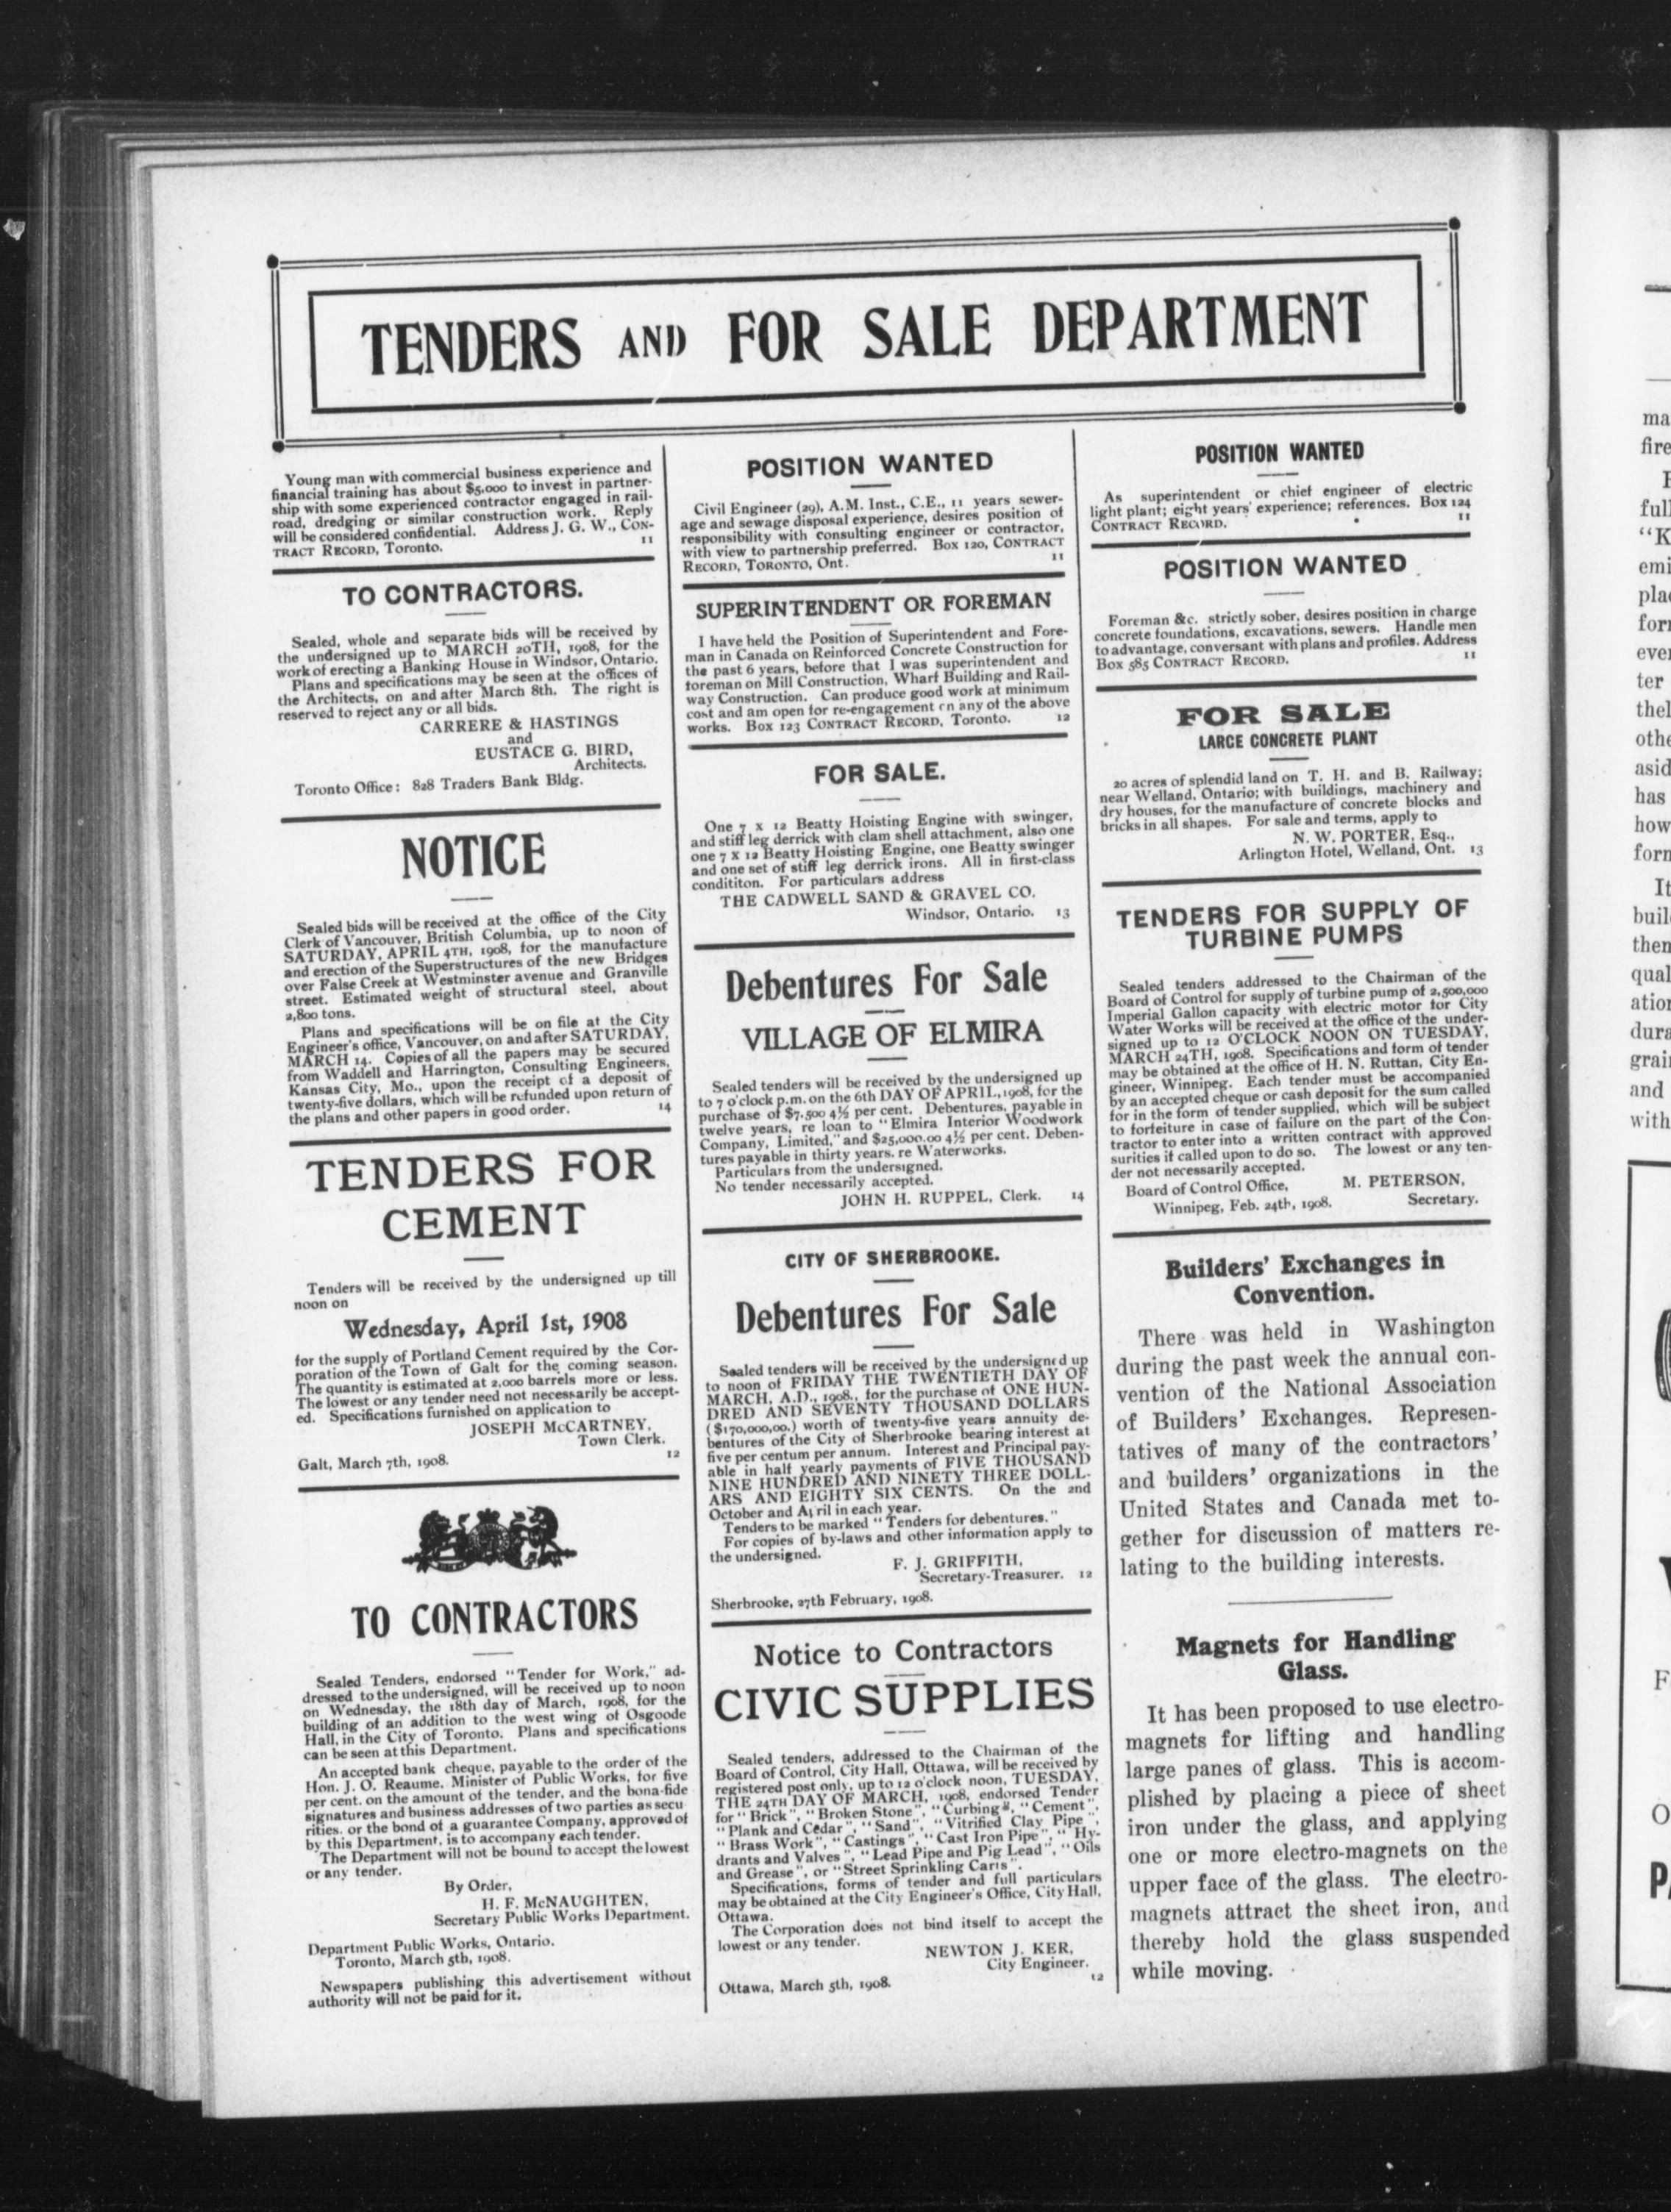 TENDERS AND FOR SALE DEPARTMENT
Young man with commercial business experience and
financial training has about $5,000 to invest in partner-
ship with some experienced contractor engaged in rail-
road, dredging or similar construction work. Reply
will be considered confidential. Address J. G. W., CON-
TRACT RECORD, Toronto. 11
TO CONTRACTORS.
Sealed, whole and separate bids will be received by
the undersigned up to MARCH 20TH, 1908, for the
work of erecting a Banking House in Windsor, Ontario.
Plans and specifications may be seen at the offices of
the Architects, on and after March 8th. The right is
reserved to reject any or all bids.
CARRERE & HASTINGS
and
EUSTACE G. BIRD,
Architects.
Toronto Office: 828 Traders Bank Bldg.
NOTICE
Sealed bids will be received at the office of the City
Clerk of Vancouver, British Columbia, up to noon of
SATURDAY, APRIL 4TH, 1908, for the manufacture
and erection of the Superstructures of the new Bridges
over False Creek at Westminster avenue and Granville
street. Estimated weight of structural steel, about
2,800 tons.
Plans and specifications will be on file at the City
Engineer's office, Vancouver, on and after SATURDAY,
MARCH 14. Copies of all the papers may be secured
from Waddell and Harrington, Consulting Engineers,
Kansas City, Mo., upon the receipt of a deposit of
twenty-five dollars, which will be refunded upon return of
the plans and other papers in good order. 14
TENDERS FOR
CEMENT
Tenders will be received by the undersigned up till
noon on
Wednesday, April 1st, 1908
for the supply of Portland Cement required by the Cor-
poration of the Town of Galt for the coming season.
The quantity is estimated at 2,000 barrels more or less.
The lowest or any tender need not necessarily be accept-
ed. Specifications furnished on application to
JOSEPH McCARTNEY,
Town Clerk.
Galt, March 7th, 1908. 12
TO CONTRACTORS
Sealed Tenders, endorsed "Tender for Work," ad-
dressed to the undersigned, will be received up to noon
on Wednesday, the 18th day of March, 1908, for the
building of an addition to the west wing of Osgoode
Hall, in the City of Toronto. Plans and specifications
can be seen at this Department.
An accepted bank cheque, payable to the order of the
Hon. J. O. Reaume, Minister of Public Works, for five
per cent. on the amount of the tender, and the bona-fide
signatures and business addresses of two parties as secu
rities, or the bond of a guarantee Company, approved of
by this Department, is to accompany each tender.
The Department will not be bound to accept the lowest
or any tender.
By Order,
H. F. McNAUGHTEN,
Secretary Public Works Department.
Department Public Works, Ontario.
Toronto, March 5th, 1908.
Newspapers publishing this advertisement without
authority will not be paid for it.
POSITION WANTED
Civil Engineer (29), A.M. Inst., C.E., 11 years sewer-
age and sewage disposal experience, desires position of
responsibility with consulting engineer or contractor,
with view to partnership preferred. Box 120, CONTRACT
RECORD, TORONTO, Ont. 11
SUPERINTENDENT OR FOREMAN
I have held the Position of Superintendent and Fore-
man in Canada on Reinforced Concrete Construction for
the past 6 years, before that I was superintendent and
foreman on Mill Construction, Wharf Building and Rail-
way Construction. Can produce good work at minimum
cost and am open for re-engagement on any of the above
works. Box 123 CONTRACT RECORD, Toronto. 12
FOR SALE.
One 7 x 12 Beatty Hoisting Engine with swinger,
and stiff leg derrick with clam shell attachment, also one
one 7 x 12 Beatty Hoisting Engine, one Beatty swinger
and one set of stiff leg derrick irons. All in first-class
condititon. For particulars address
THE CADWELL SAND & GRAVEL CO.
Windsor, Ontario. 13
Debentures For Sale
VILLAGE OF ELMIRA
Sealed tenders will be received by the undersigned up
to 7 o'clock p.m. on the 6th DAY OF APRIL, 1908, for the
purchase of $7,500 4½ per cent. Debentures, payable in
twelve years, re loan to "Elmira Interior Woodwork
Company, Limited," and $25,000.00 4½ per cent. Deben-
tures payable in thirty years, re Waterworks.
Particulars from the undersigned.
No tender necessarily accepted.
JOHN H. RUPPEL, Clerk. 14
CITY OF SHERBROOKE.
Debentures For Sale
Sealed tenders will be received by the undersigned up
to noon of FRIDAY THE TWENTIETH DAY OF
MARCH, A.D., 1908., for the purchase of ONE HUN-
DRED AND SEVENTY THOUSAND DOLLARS
($170,000,00.) worth of twenty-five years annuity de-
bentures of the City of Sherbrooke bearing interest at
five per centum per annum. Interest and Principal pay-
able in half yearly payments of FIVE THOUSAND
NINE HUNDRED AND NINETY THREE DOLL-
ARS AND EIGHTY SIX CENTS. On the 2nd
October and April in each year.
Tenders to be marked "Tenders for debentures."
For copies of by-laws and other information apply to
the undersigned.
F. J. GRIFFITH,
Secretary-Treasurer. 12
Sherbrooke, 27th February, 1908.
Notice to Contractors
CIVIC SUPPLIES
Sealed tenders, addressed to the Chairman of the
Board of Control, City Hall, Ottawa, will be received by
registered post only, up to 12 o'clock noon, TUESDAY,
THE 24TH DAY OF MARCH, 1908, endorsed Tender
for "Brick", "Broken Stone", "Curbing", "Cement",
"Plank and Cedar", "Sand", "Vitrified Clay Pipe",
"Brass Work", "Castings", "Cast Iron Pipe", "Hy-
drants and Valves", "Lead Pipe and Pig Lead", "Oils
and Grease", or "Street Sprinkling Carts".
Specifications, forms of tender and full particulars
may be obtained at the City Engineer's Office, City Hall,
Ottawa.
The Corporation does not bind itself to accept the
lowest or any tender.
NEWTON J. KER,
City Engineer.
Ottawa, March 5th, 1908. 12
POSITION WANTED
As superintendent or chief engineer of electric
light plant; eight years' experience; references. Box 124
CONTRACT RECORD. 11
POSITION WANTED
Foreman &c. strictly sober, desires position in charge
concrete foundations, excavations, sewers. Handle men
to advantage, conversant with plans and profiles. Address
Box 585 CONTRACT RECORD. 11
FOR SALE
LARGE CONCRETE PLANT
20 acres of splendid land on T. H. and B. Railway;
near Welland, Ontario; with buildings, machinery and
dry houses, for the manufacture of concrete blocks and
bricks in all shapes. For sale and terms, apply to
N. W. PORTER, Esq.,
Arlington Hotel, Welland, Ont. 13
TENDERS FOR SUPPLY OF
TURBINE PUMPS
Sealed tenders addressed to the Chairman of the
Board of Control for supply of turbine pump of 2,500,000
Imperial Gallon capacity with electric motor for City
Water Works will be received at the office of the under-
signed up to 12 O'CLOCK NOON ON TUESDAY,
MARCH 24TH, 1908. Specifications and form of tender
may be obtained at the office of H. N. Ruttan, City En-
gineer, Winnipeg. Each tender must be accompanied
by an accepted cheque or cash deposit for the sum called
for in the form of tender supplied, which will be subject
to forfeiture in case of failure on the part of the Con-
tractor to enter into a written contract with approved
surities if called upon to do so. The lowest or any ten-
der not necessarily accepted.
Board of Control Office, M. PETERSON,
Winnipeg, Feb. 24th, 1908. Secretary.
Builders' Exchanges in
Convention.
There was held in Washington
during the past week the annual con-
vention of the National Association
of Builders' Exchanges. Represen-
tatives of many of the contractors'
and builders' organizations in the
United States and Canada met to-
gether for discussion of matters re-
lating to the building interests.
Magnets for Handling
Glass.
It has been proposed to use electro-
magnets for lifting and handling
large panes of glass. This is accom-
plished by placing a piece of sheet
iron under the glass, and applying
one or more electro-magnets on the
upper face of the glass. The electro-
magnets attract the sheet iron, and
thereby hold the glass suspended
while moving.